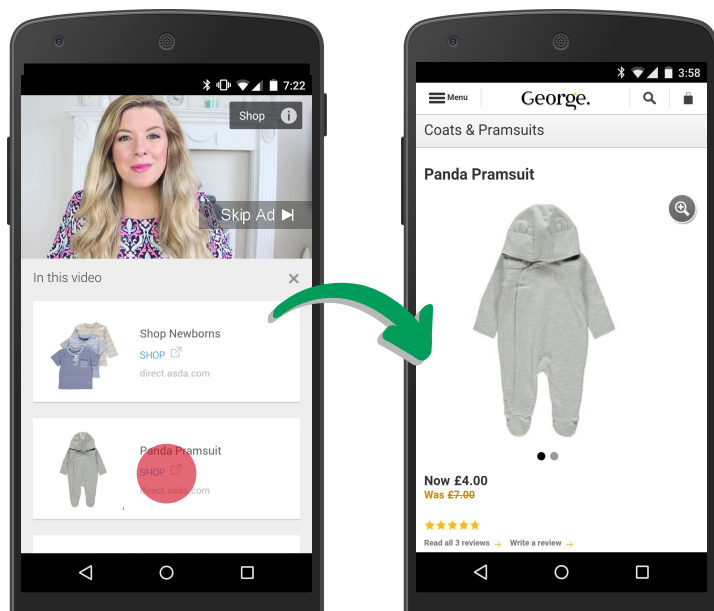 7:22
Shop i
Skip Ad
In this video
Shop Newborns
SHOP
direct.asda.com
Panda Pramsuit
SHOP
direct.asda.com
3:58
Menu
George.
Coats & Pramsuits
Panda Pramsuit
Now £4.00
Was £7.00
Read all 3 reviews → Write a review →